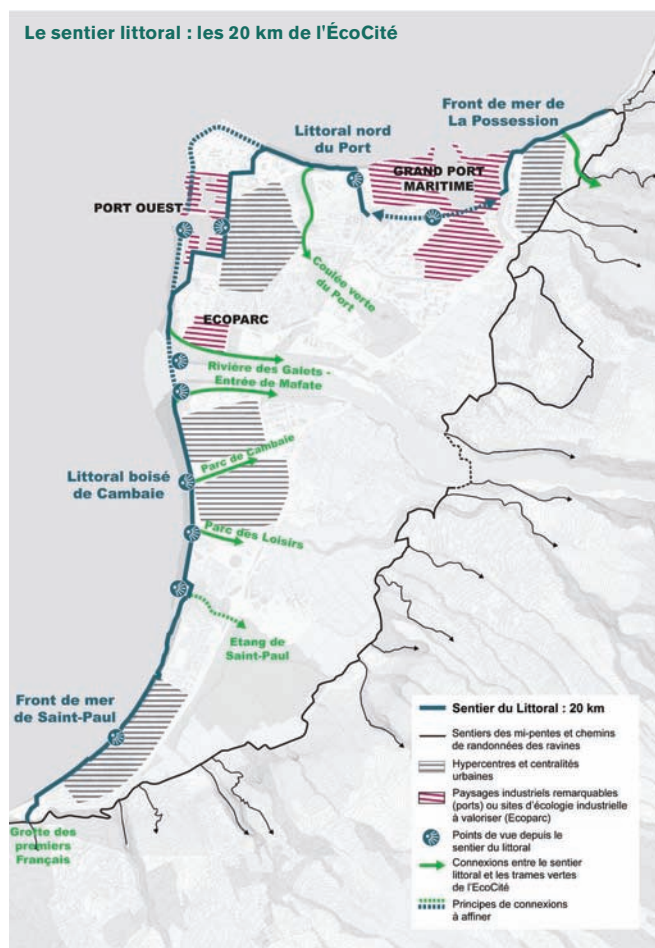 Le sentier littoral : les 20 km de l'ÉcoCité
Front de mer de
La Possession
Littoral nord
du Port
GRAND PORT
MARITIME
PORT OUEST
Coulée verte
du Port
ECOPARC
Rivière des Galets -
Entrée de Mafate
Parc de Cambaie
Littoral boisé
de Cambaie
Parc des Loisirs
Etang de
Saint-Paul
Front de mer
de Saint-Paul
Grotte des
premiers
Français
Sentier du Littoral : 20 km
Sentiers des mi-pentes et chemins
de randonnées des ravines
Hypercentres et centralités
urbaines
Paysages industriels remarquables
(ports) ou sites d'écologie industrielle
à valoriser (Ecoparc)
Points de vue depuis le
sentier du littoral
Connexions entre le sentier
littoral et les trames vertes
de l'EcoCité
Principes de connexions
à affiner